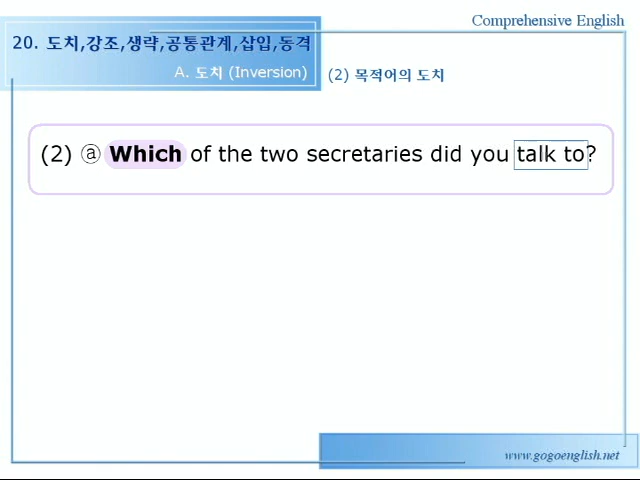 Comprehensive English
20. 도치,강조,생략,공통관계,삽입,동격
A. 도치 (Inversion)
(2) 목적어의 도치
(2) ⓐ Which of the two secretaries did you talk to?
www.gogoenglish.net